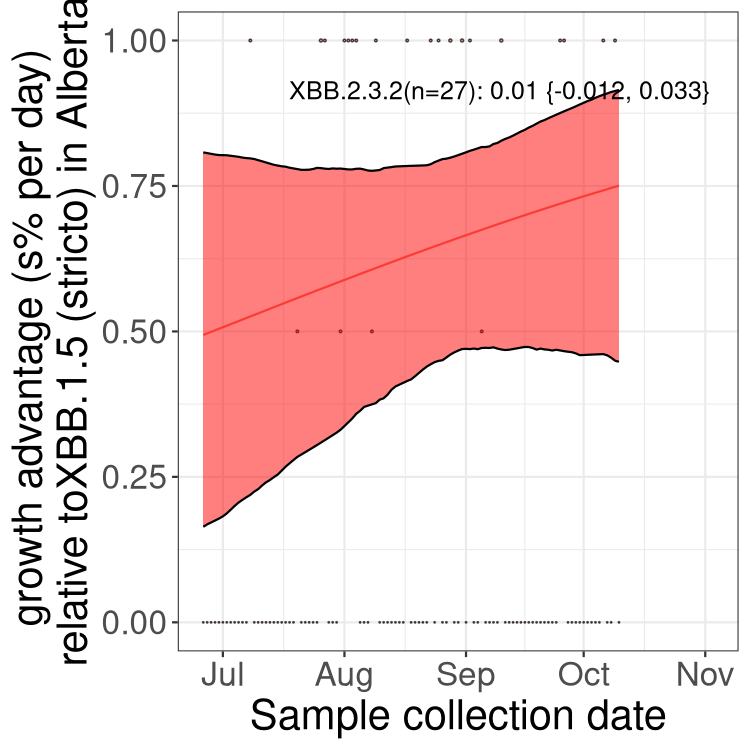 growth advantage (s% per day)
relative toXBB.1.5 (stricto) in Alberta
1.00
0.75
0.50
0.25
0.00
XBB.2.3.2(n=27): 0.01 {-0.012, 0.033}
Jul Aug Sep Oct Nov
Sample collection date